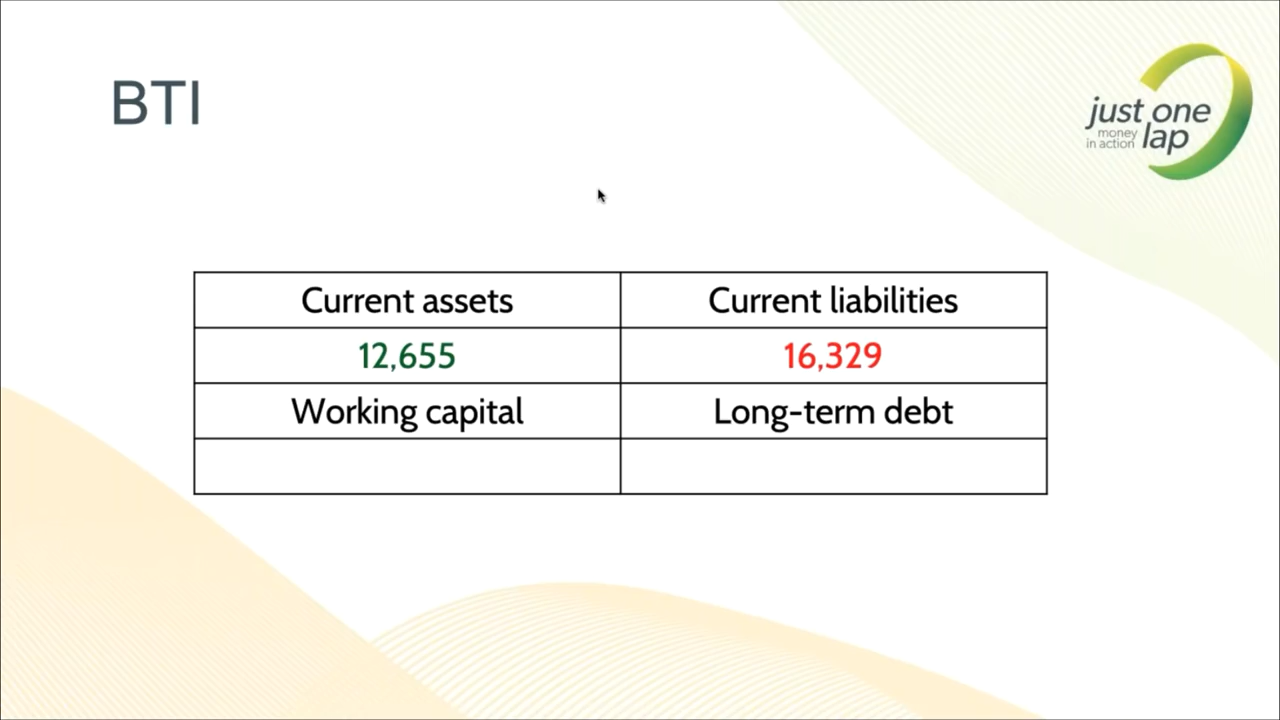 BTI
just one
money
in action
lap
Current assets
Current liabilities
12,655
16,329
Working capital
Long-term debt